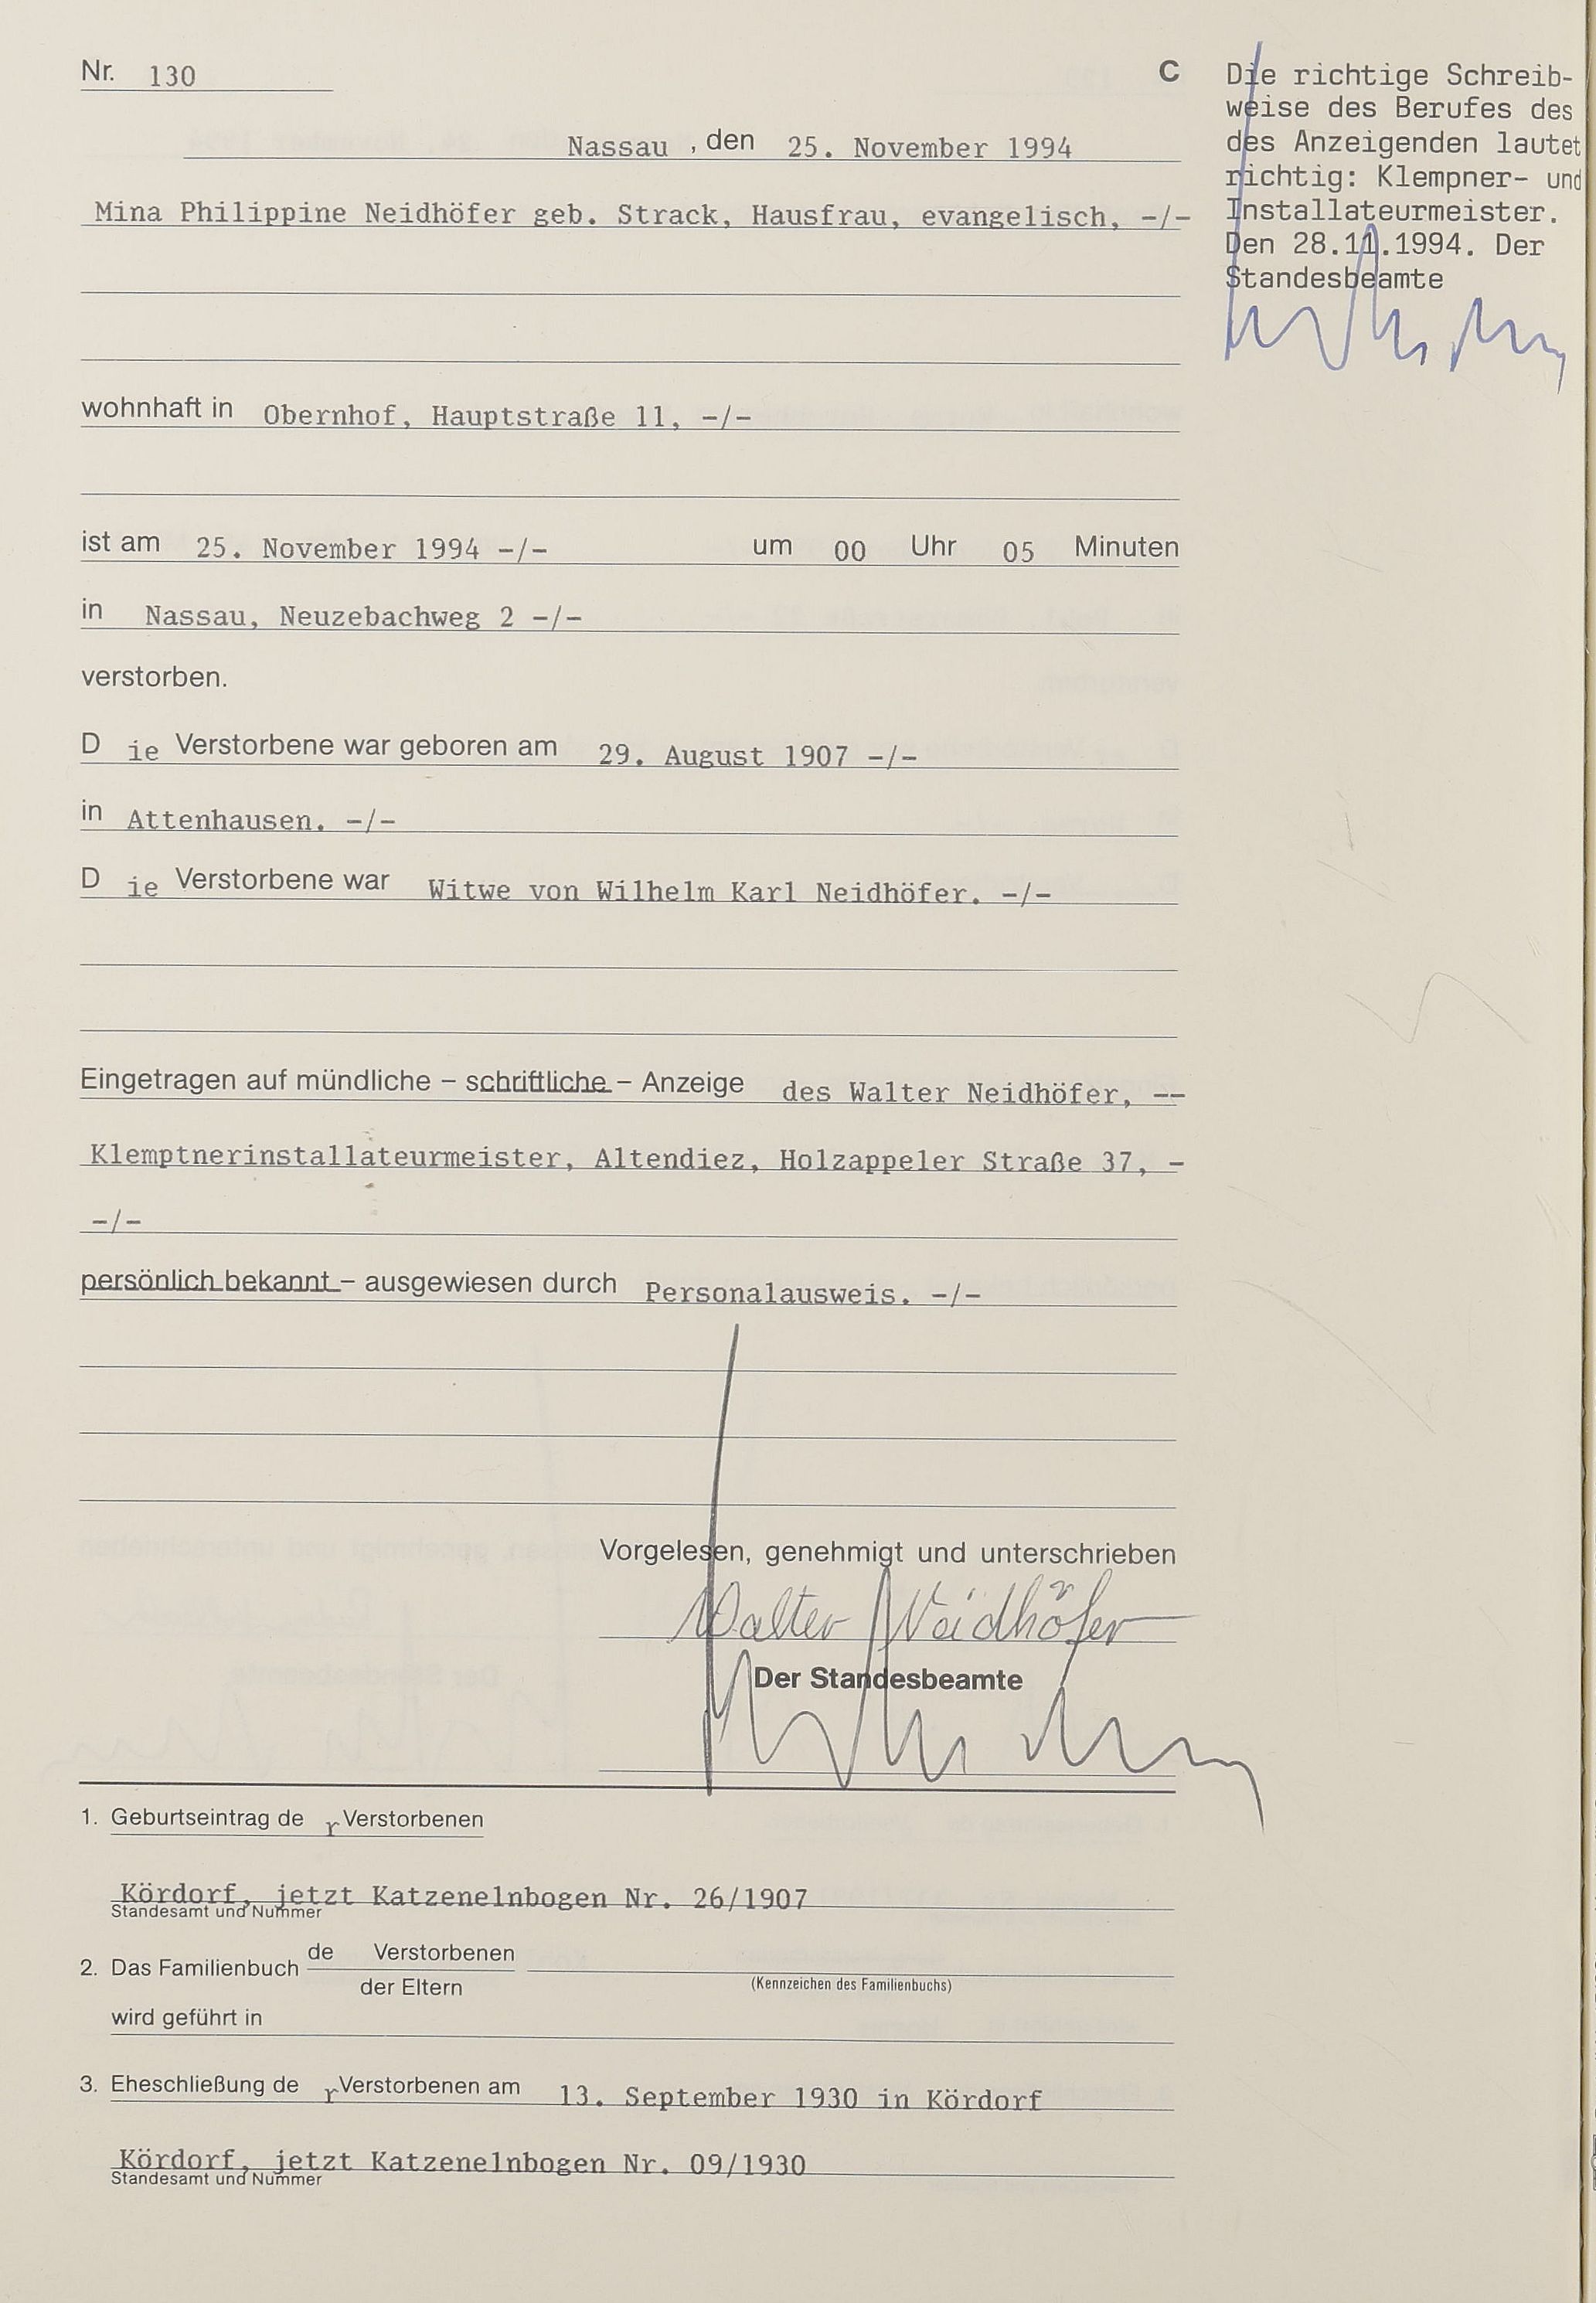 Nr. 130
C
Nassau, den 25. November 1994
Mina Philippine Neidhöfer geb. Strack, Hausfrau, evangelisch, -/-
wohnhaft in Obernhof, Hauptstraße 11, -/-
ist am 25. November 1994 -/- um 00 Uhr 05 Minuten
in Nassau, Neuzebachweg 2 -/-
verstorben.
D ie Verstorbene war geboren am 29. August 1907 -/-
in Attenhausen. -/-
D ie Verstorbene war Witwe von Wilhelm Karl Neidhöfer. -/-
Eingetragen auf mündliche – schriftliche – Anzeige des Walter Neidhöfer, --
Klemptnerinstallateurmeister, Altendiez, Holzappeler Straße 37, -
-/-
persönlich bekannt – ausgewiesen durch Personalausweis. -/-
Vorgelesen, genehmigt und unterschrieben
Walter Neidhöfer
Der Standesbeamte
1. Geburtseintrag de r Verstorbenen
Kördorf, jetzt Katzenelnbogen Nr. 26/1907
Standesamt und Nummer
2. Das Familienbuch de Verstorbenen
der Eltern
(Kennzeichen des Familienbuchs)
wird geführt in
3. Eheschließung de r Verstorbenen am 13. September 1930 in Kördorf
Kördorf, jetzt Katzenelnbogen Nr. 09/1930
Standesamt und Nummer
Die richtige Schreib-
weise des Berufes des
des Anzeigenden lautet
richtig: Klempner- und
Installateurmeister.
Den 28.11.1994. Der
Standesbeamte